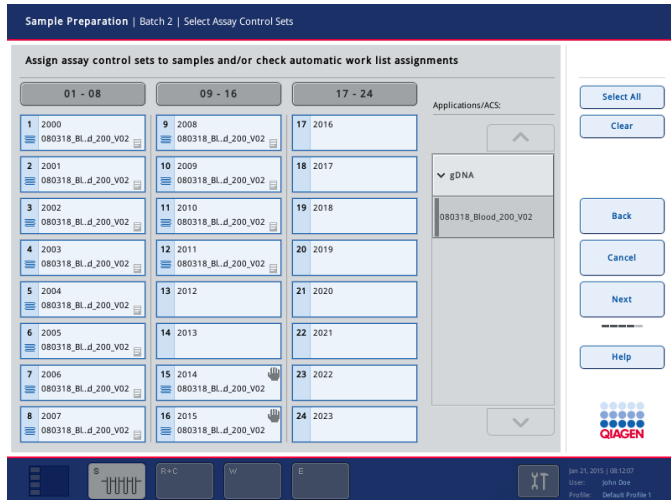 Sample Preparation | Batch 2 | Select Assay Control Sets
Assign assay control sets to samples and/or check automatic work list assignments
01 - 08
09 - 16
17 - 24
Applications/ACS:
1 2000
080318_Bl..d_200_V02
2 2001
080318_Bl..d_200_V02
3 2002
080318_Bl..d_200_V02
4 2003
080318_Bl..d_200_V02
5 2004
080318_Bl..d_200_V02
6 2005
080318_Bl..d_200_V02
7 2006
080318_Bl..d_200_V02
8 2007
080318_Bl..d_200_V02
9 2008
080318_Bl..d_200_V02
10 2009
080318_Bl..d_200_V02
11 2010
080318_Bl..d_200_V02
12 2011
080318_Bl..d_200_V02
13 2012
14 2013
15 2014
080318_Bl..d_200_V02
16 2015
080318_Bl..d_200_V02
17 2016
18 2017
19 2018
20 2019
21 2020
22 2021
23 2022
24 2023
gDNA
080318_Blood_200_V02
Select All
Clear
Back
Cancel
Next
Help
QIAGEN
S
R+C
W
E
Jan 21, 2015 | 08:12:07
User: John Doe
Profile: Default Profile 1